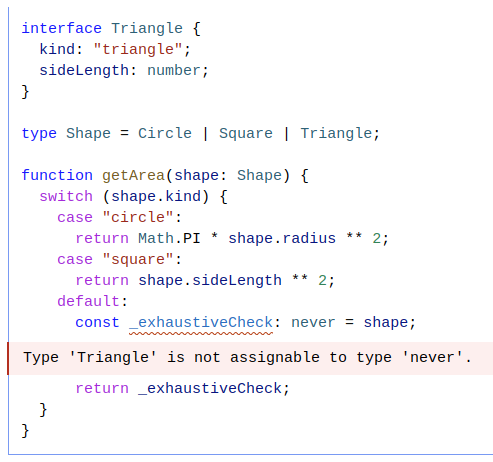 interface Triangle {
  kind: "triangle";
  sideLength: number;
}

type Shape = Circle | Square | Triangle;

function getArea(shape: Shape) {
  switch (shape.kind) {
    case "circle":
      return Math.PI * shape.radius ** 2;
    case "square":
      return shape.sideLength ** 2;
    default:
      const _exhaustiveCheck: never = shape;
Type 'Triangle' is not assignable to type 'never'.
      return _exhaustiveCheck;
  }
}